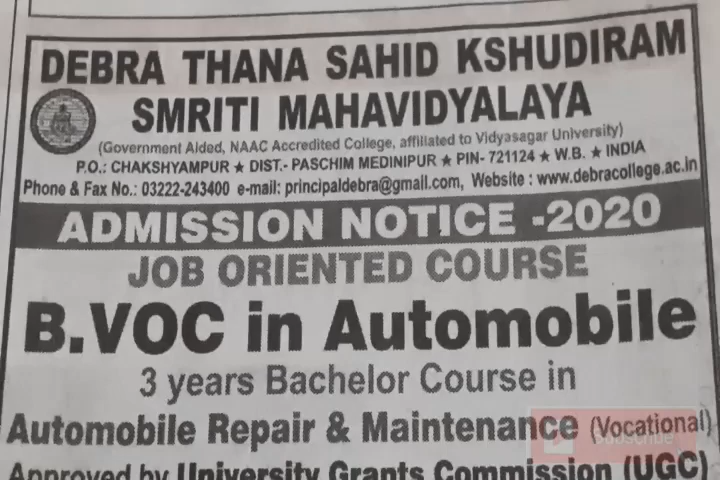 DEBRA THANA SAHID KSHUDIRAM
SMRITI MAHAVIDYALAYA
(Government Aided, NAAC Accredited College, affiliated to Vidyasagar University)
P.O.: CHAKSHYAMPUR ★ DIST.- PASCHIM MEDINIPUR ★ PIN- 721124 ★ W.B. ★ INDIA
Phone & Fax No.: 03222-243400 e-mail: principaldebra@gmail.com, Website : www.debracollege.ac.in
ADMISSION NOTICE -2020
JOB ORIENTED COURSE
B.VOC in Automobile
3 years Bachelor Course in
Automobile Repair & Maintenance (Vocational)
Subscribe
Approved by University Grants Commission (UGC)